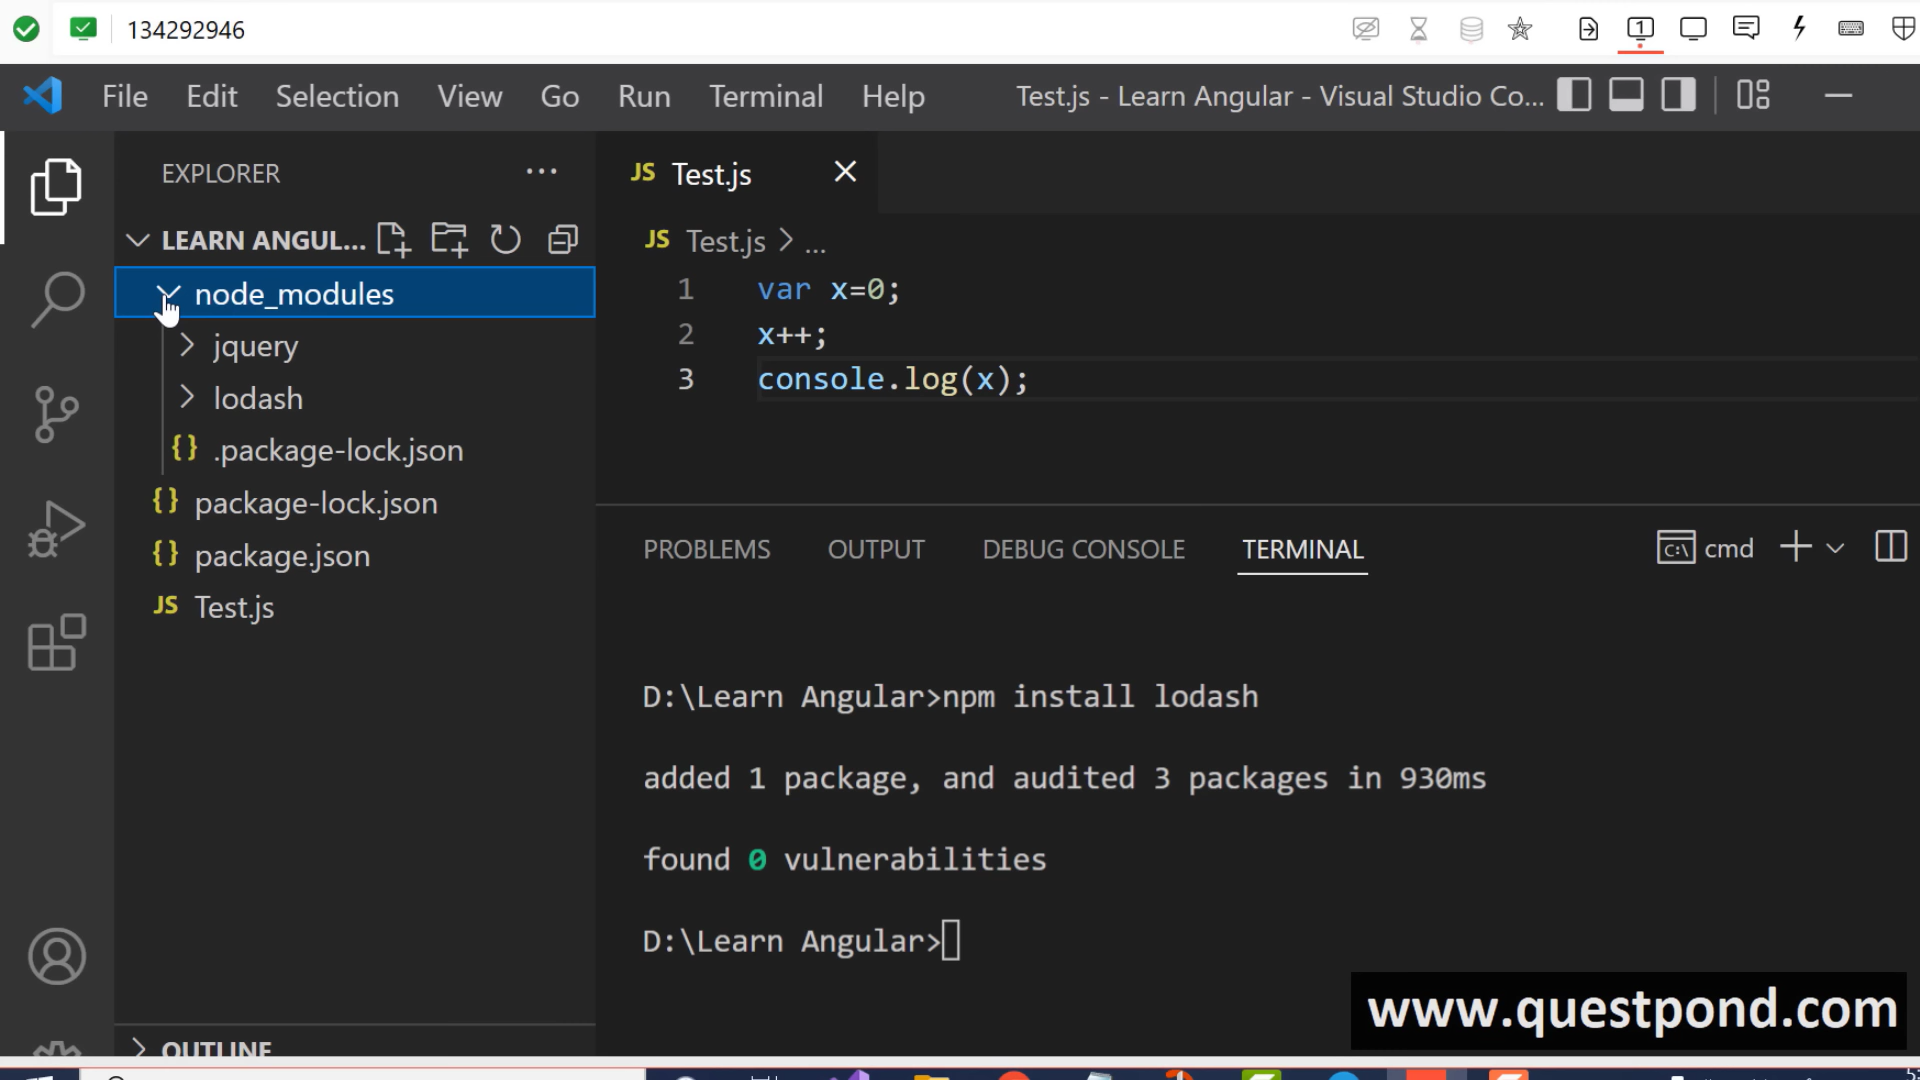 134292946
1
File Edit Selection View Go Run Terminal Help Test.js - Learn Angular - Visual Studio Co...
EXPLORER ...
LEARN ANGUL...
node_modules
jquery
lodash
{} .package-lock.json
{} package-lock.json
{} package.json
JS Test.js
OUTLINE
JS Test.js
JS Test.js > ...
1 var x=0;
2 x++;
3 console.log(x);
PROBLEMS OUTPUT DEBUG CONSOLE TERMINAL cmd
D:\Learn Angular>npm install lodash
added 1 package, and audited 3 packages in 930ms
found 0 vulnerabilities
D:\Learn Angular>
www.questpond.com